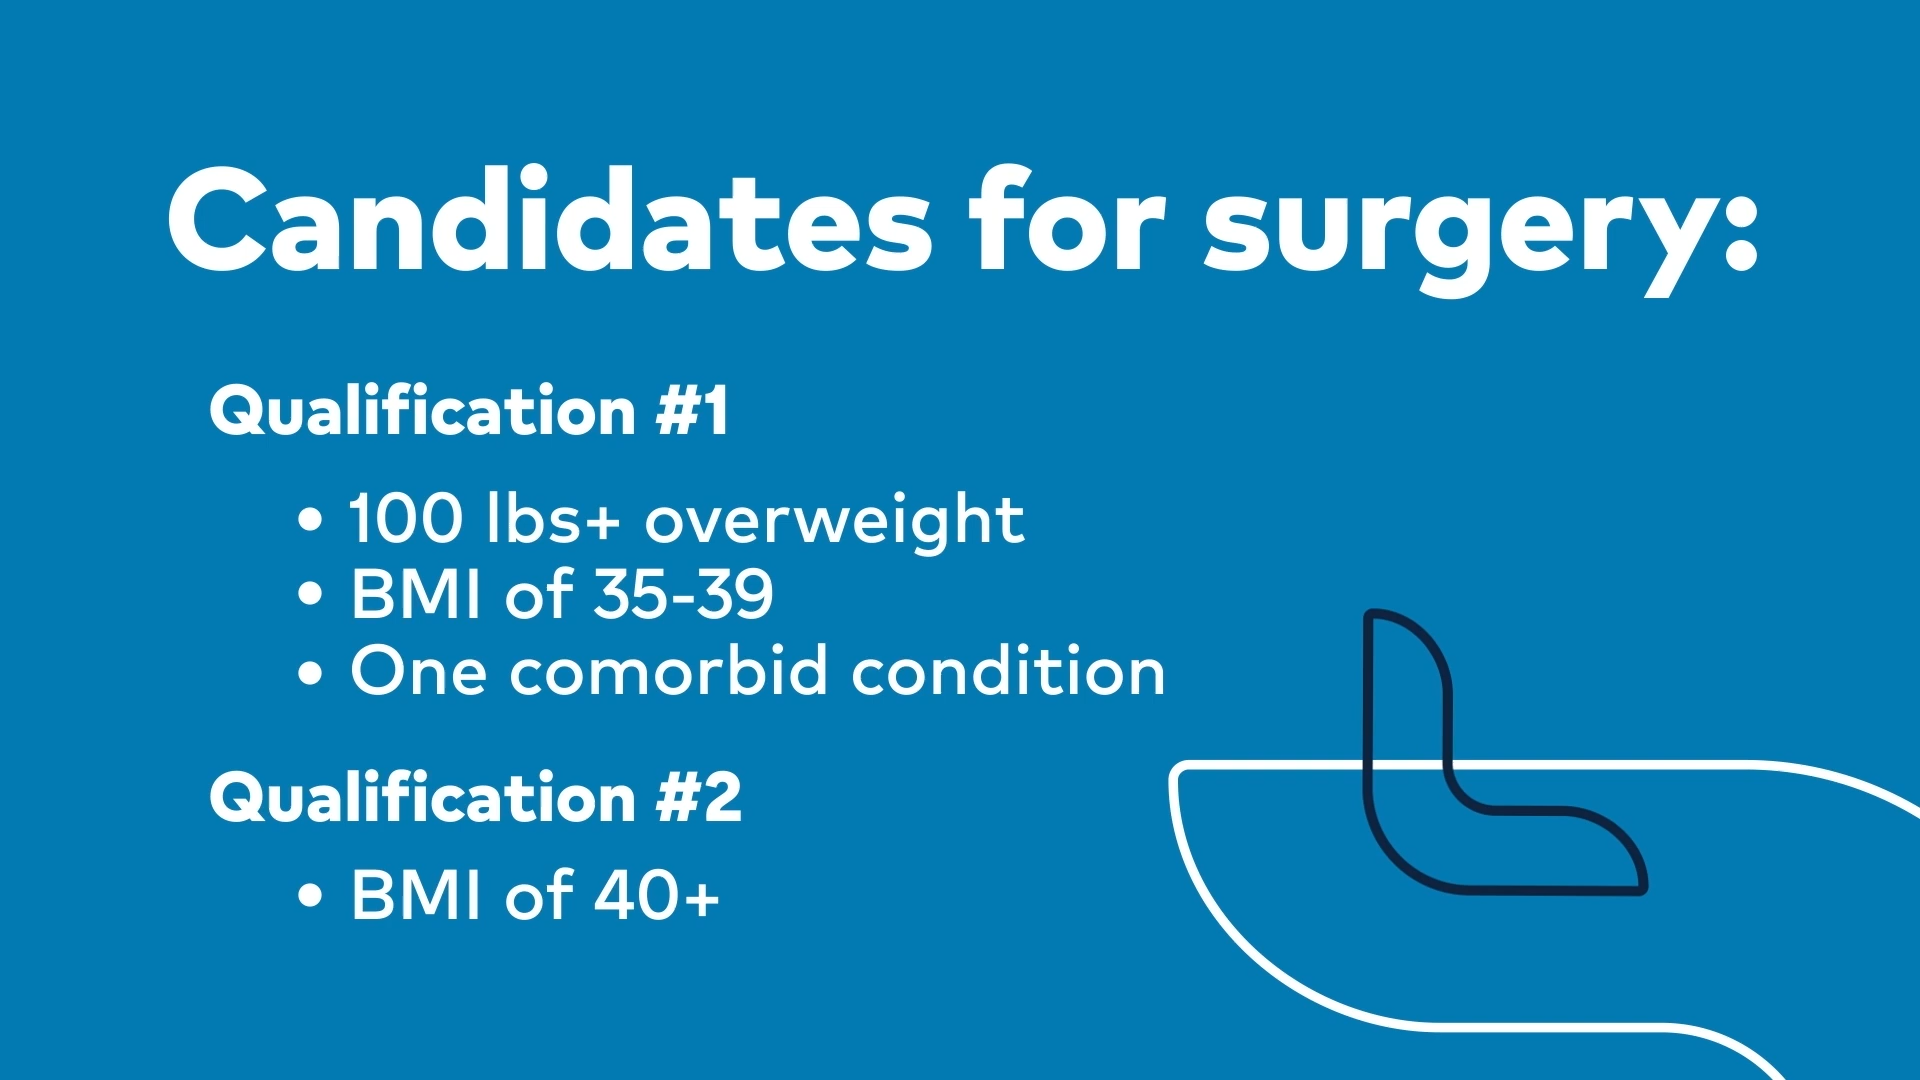 Candidates for surgery:
Qualification #1
• 100 lbs+ overweight
• BMI of 35-39
• One comorbid condition
Qualification #2
• BMI of 40+